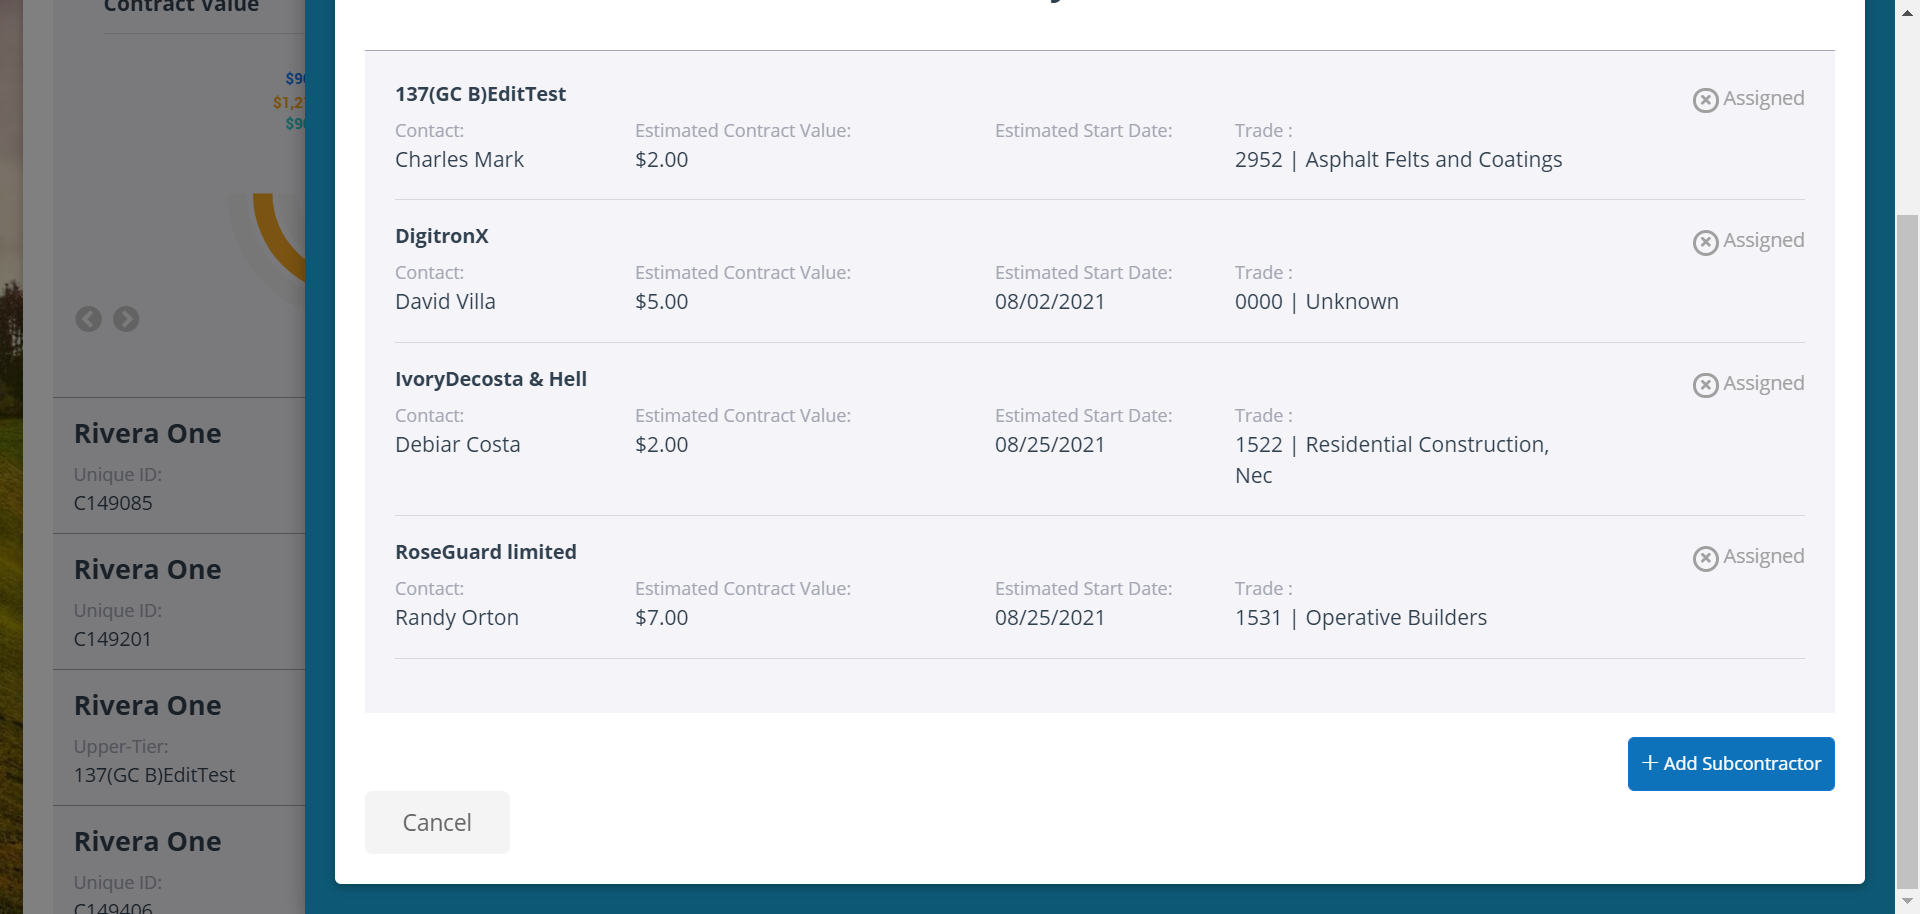 Contract Value
137(GC B)EditTest
Assigned
Contact:
Estimated Contract Value:
Estimated Start Date:
Trade :
Charles Mark
$2.00
2952 | Asphalt Felts and Coatings
DigitronX
Assigned
Contact:
Estimated Contract Value:
Estimated Start Date:
Trade :
David Villa
$5.00
08/02/2021
0000 | Unknown
IvoryDecosta & Hell
Assigned
Contact:
Estimated Contract Value:
Estimated Start Date:
Trade :
Debiar Costa
$2.00
08/25/2021
1522 | Residential Construction,
Nec
RoseGuard limited
Assigned
Contact:
Estimated Contract Value:
Estimated Start Date:
Trade :
Randy Orton
$7.00
08/25/2021
1531 | Operative Builders
+ Add Subcontractor
Cancel
Rivera One
Unique ID:
C149085
Rivera One
Unique ID:
C149201
Rivera One
Upper-Tier:
137(GC B)EditTest
Rivera One
Unique ID:
C149406